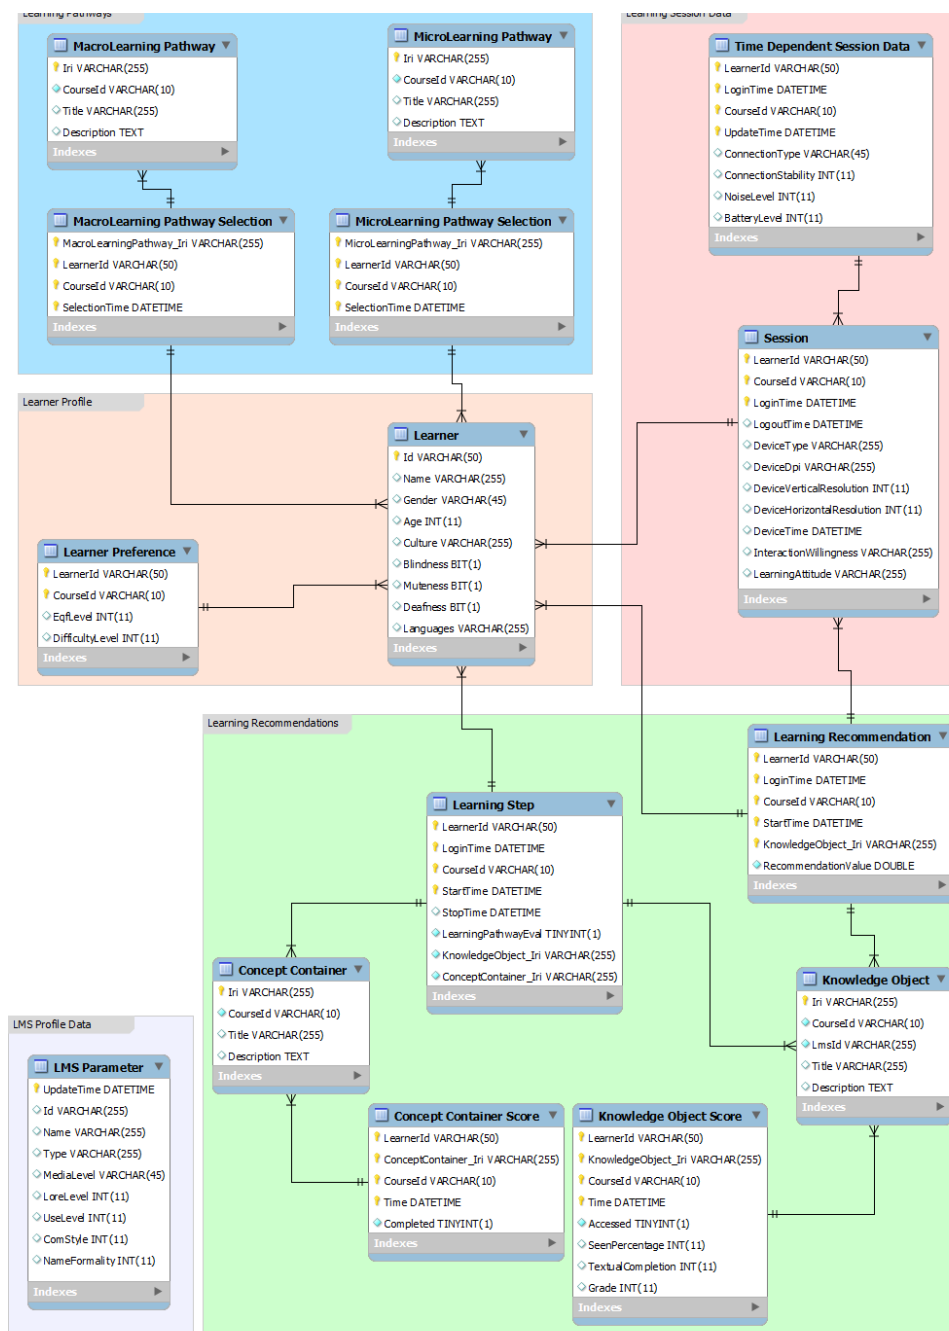 Learning Pathways
MacroLearning Pathway
Iri VARCHAR(255)
CourseId VARCHAR(10)
Title VARCHAR(255)
Description TEXT
Indexes
MicroLearning Pathway
Iri VARCHAR(255)
CourseId VARCHAR(10)
Title VARCHAR(255)
Description TEXT
Indexes
MacroLearning Pathway Selection
MacroLearningPathway_Iri VARCHAR(255)
LearnerId VARCHAR(50)
CourseId VARCHAR(10)
SelectionTime DATETIME
Indexes
MicroLearning Pathway Selection
MicroLearningPathway_Iri VARCHAR(255)
LearnerId VARCHAR(50)
CourseId VARCHAR(10)
SelectionTime DATETIME
Indexes
Learning Session Data
Time Dependent Session Data
LearnerId VARCHAR(50)
LoginTime DATETIME
CourseId VARCHAR(10)
UpdateTime DATETIME
ConnectionType VARCHAR(45)
ConnectionStability INT(11)
NoiseLevel INT(11)
BatteryLevel INT(11)
Indexes
Session
LearnerId VARCHAR(50)
CourseId VARCHAR(10)
LoginTime DATETIME
LogoutTime DATETIME
DeviceType VARCHAR(255)
DeviceDpi VARCHAR(255)
DeviceVerticalResolution INT(11)
DeviceHorizontalResolution INT(11)
DeviceTime DATETIME
InteractionWillingness VARCHAR(255)
LearningAttitude VARCHAR(255)
Indexes
Learner Profile
Learner
Id VARCHAR(50)
Name VARCHAR(255)
Gender VARCHAR(45)
Age INT(11)
Culture VARCHAR(255)
Blindness BIT(1)
Muteness BIT(1)
Deafness BIT(1)
Languages VARCHAR(255)
Indexes
Learner Preference
LearnerId VARCHAR(50)
CourseId VARCHAR(10)
EqfLevel INT(11)
DifficultyLevel INT(11)
Indexes
Learning Recommendations
Learning Recommendation
LearnerId VARCHAR(50)
LoginTime DATETIME
CourseId VARCHAR(10)
StartTime DATETIME
KnowledgeObject_Iri VARCHAR(255)
RecommendationValue DOUBLE
Indexes
Learning Step
LearnerId VARCHAR(50)
LoginTime DATETIME
CourseId VARCHAR(10)
StartTime DATETIME
StopTime DATETIME
LearningPathwayEval TINYINT(1)
KnowledgeObject_Iri VARCHAR(255)
ConceptContainer_Iri VARCHAR(255)
Indexes
Concept Container
Iri VARCHAR(255)
CourseId VARCHAR(10)
Title VARCHAR(255)
Description TEXT
Indexes
Knowledge Object
Iri VARCHAR(255)
CourseId VARCHAR(10)
LmsId VARCHAR(255)
Title VARCHAR(255)
Description TEXT
Indexes
Concept Container Score
LearnerId VARCHAR(50)
ConceptContainer_Iri VARCHAR(255)
CourseId VARCHAR(10)
Time DATETIME
Completed TINYINT(1)
Indexes
Knowledge Object Score
LearnerId VARCHAR(50)
KnowledgeObject_Iri VARCHAR(255)
CourseId VARCHAR(10)
Time DATETIME
Accessed TINYINT(1)
SeenPercentage INT(11)
TextualCompletion INT(11)
Grade INT(11)
Indexes
LMS Profile Data
LMS Parameter
UpdateTime DATETIME
Id VARCHAR(255)
Name VARCHAR(255)
Type VARCHAR(255)
MediaLevel VARCHAR(45)
LoreLevel INT(11)
UseLevel INT(11)
ComStyle INT(11)
NameFormality INT(11)
Indexes